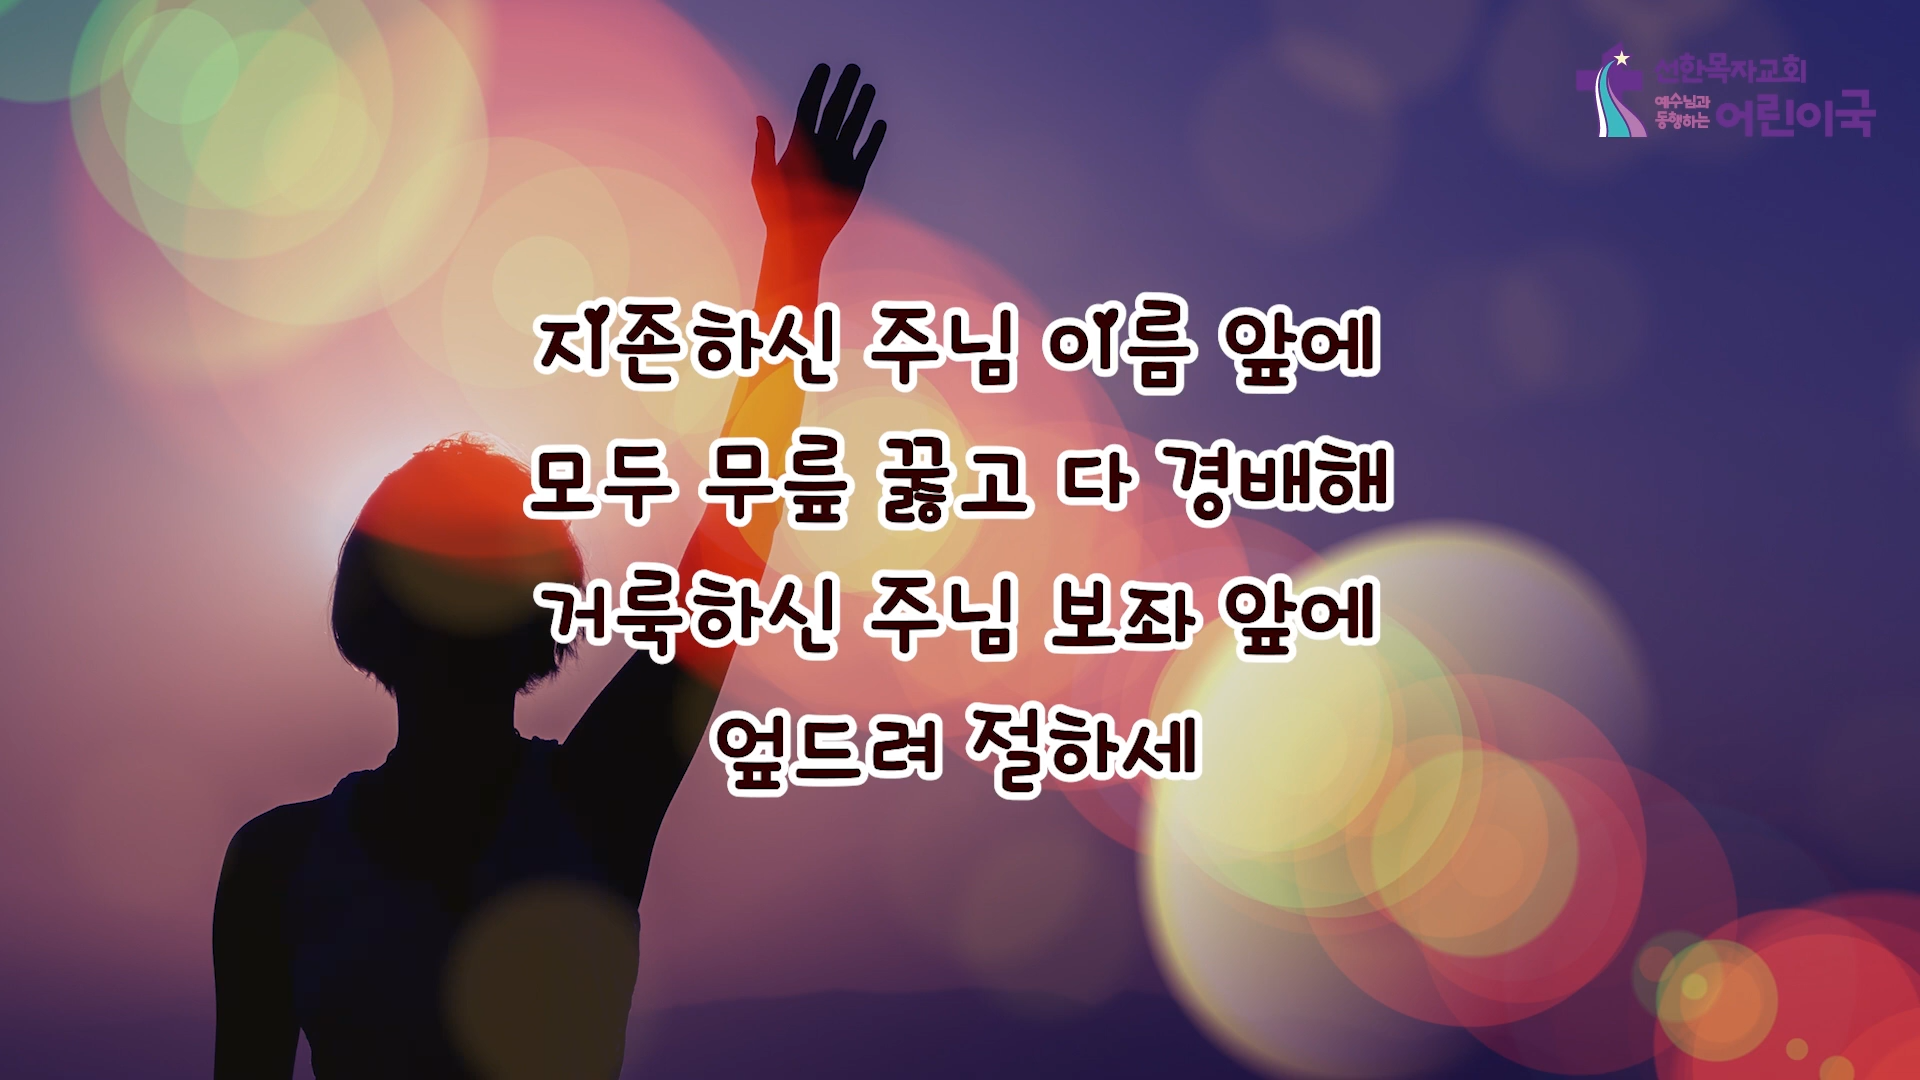 선한목자교회
예수님과
동행하는
어린이국
지존하신 주님 이름 앞에
모두 무릎 꿇고 다 경배해
거룩하신 주님 보좌 앞에
엎드려 절하세